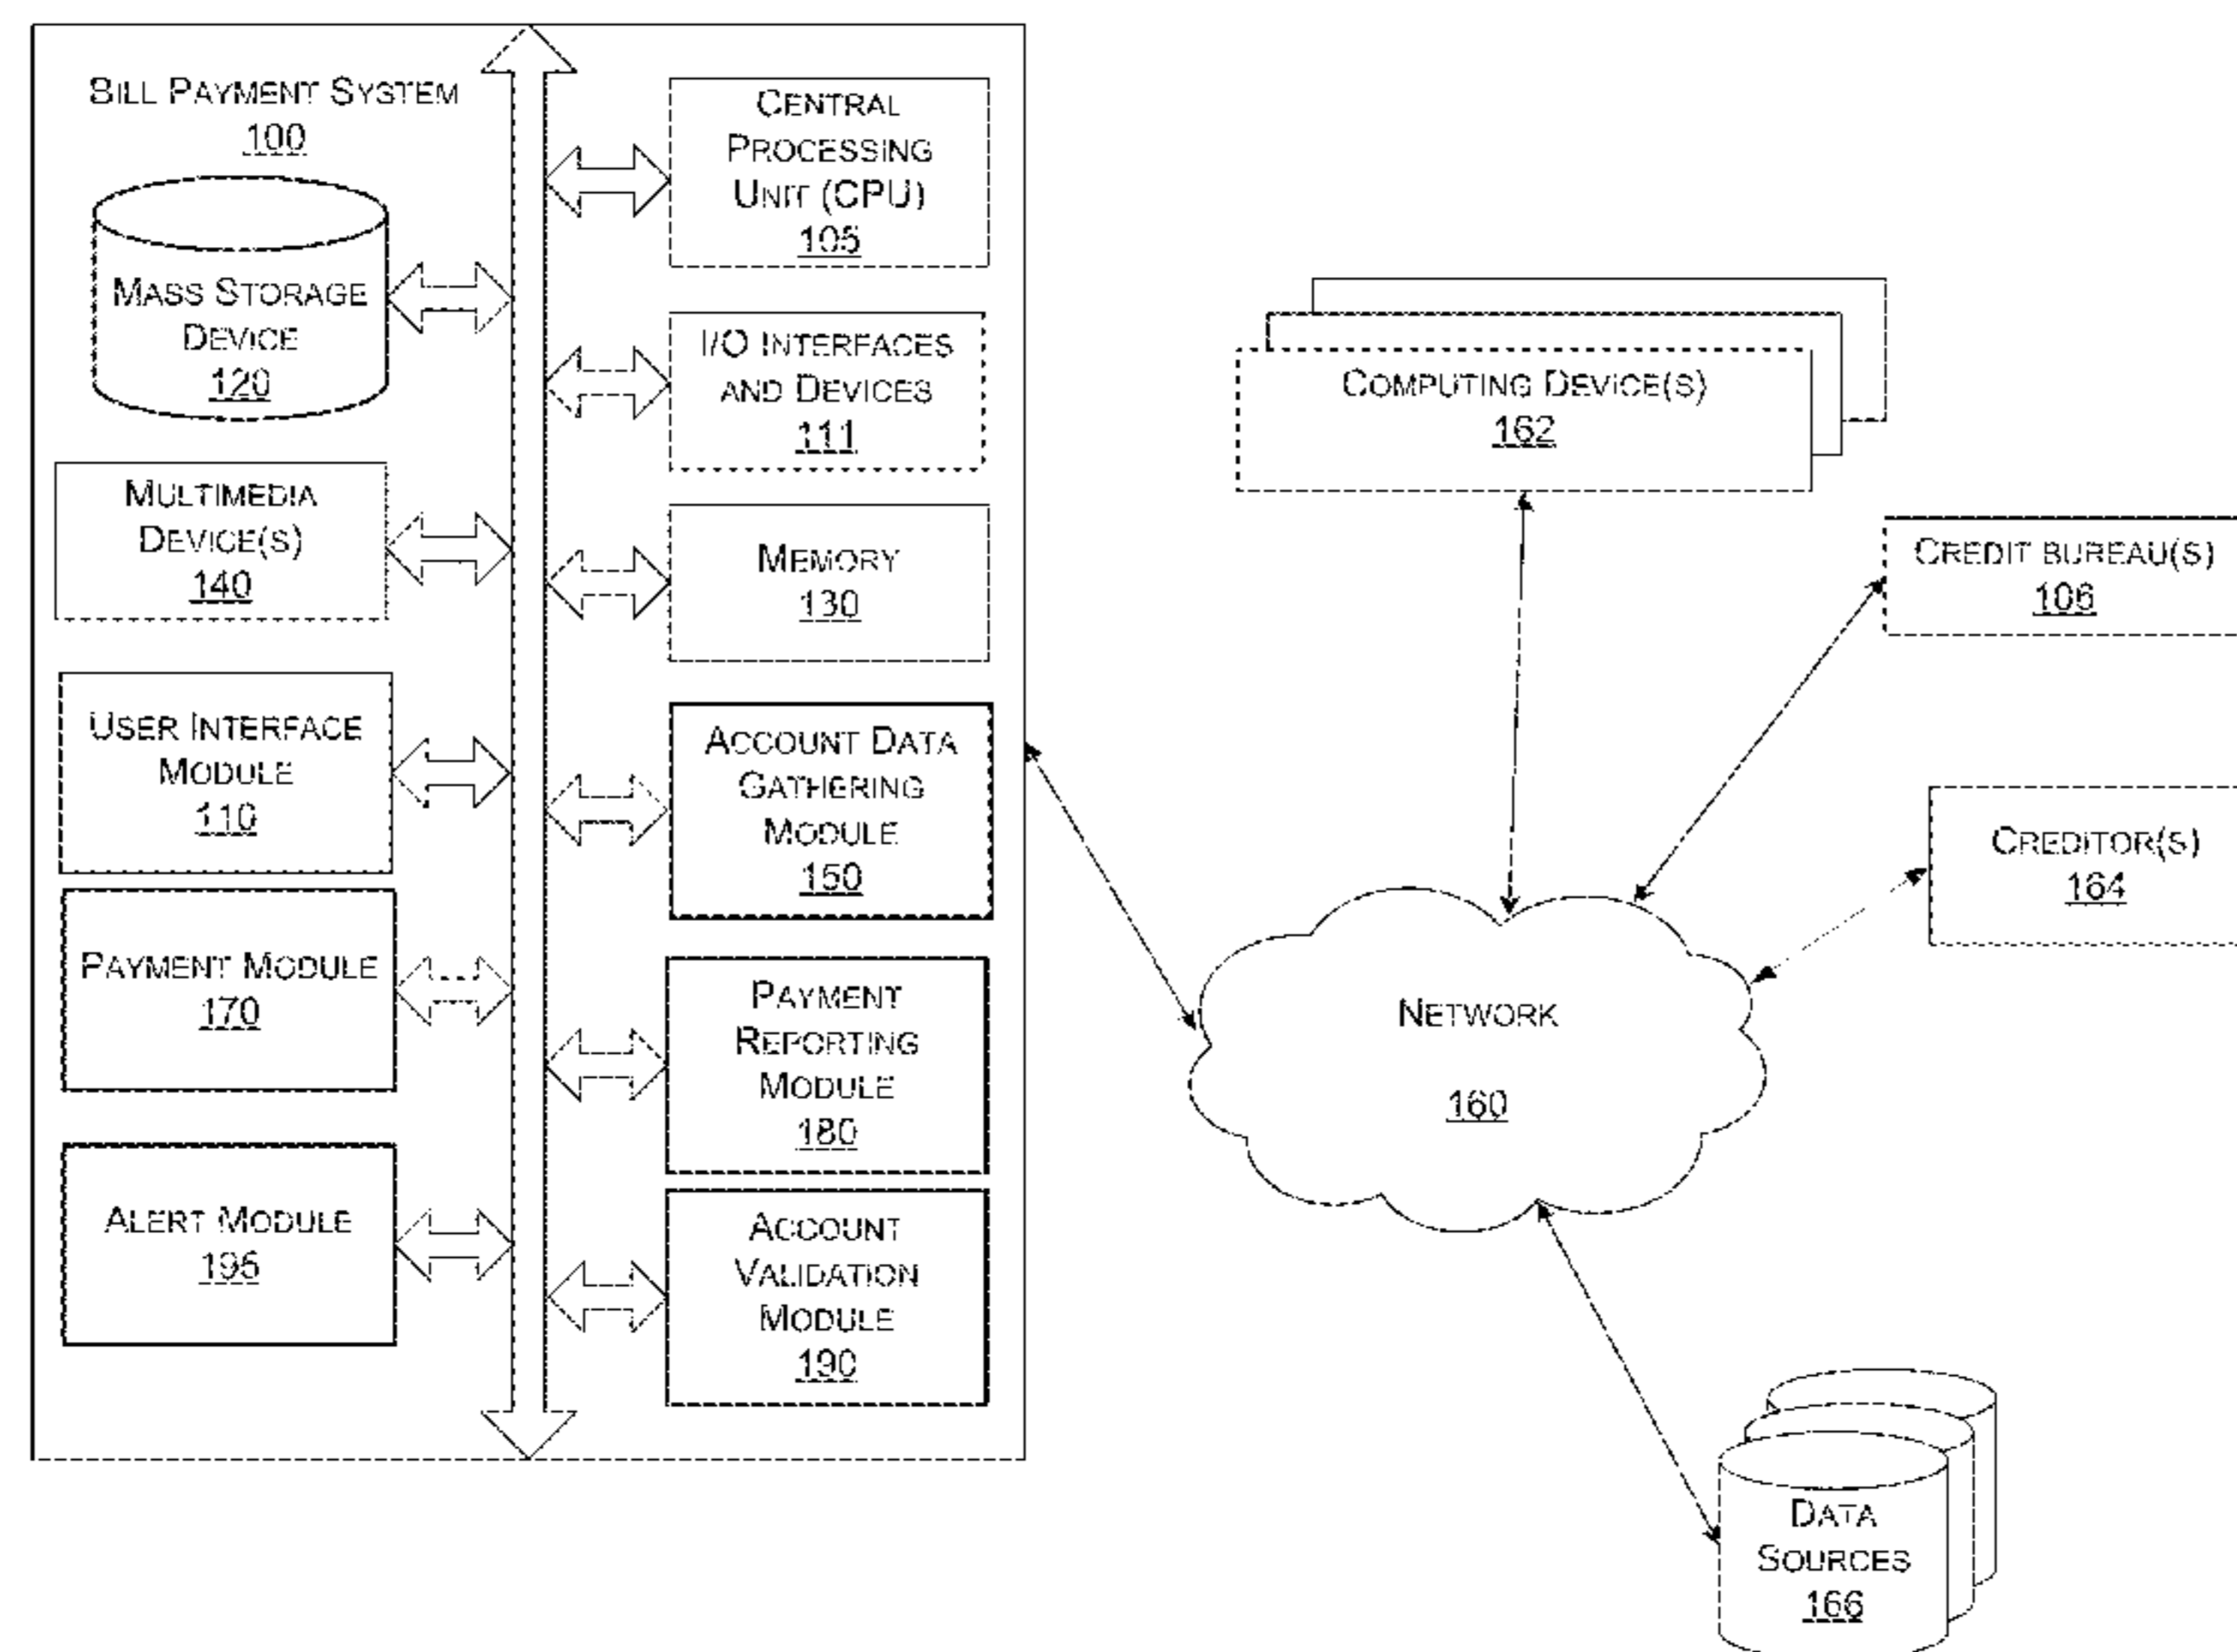 BILL PAYMENT SYSTEM
100
MASS STORAGE
DEVICE
120
MULTIMEDIA
DEVICE(S)
140
USER INTERFACE
MODULE
110
PAYMENT MODULE
170
ALERT MODULE
195
CENTRAL
PROCESSING
UNIT (CPU)
105
I/O INTERFACES
AND DEVICES
111
MEMORY
130
ACCOUNT DATA
GATHERING
MODULE
150
PAYMENT
REPORTING
MODULE
180
ACCOUNT
VALIDATION
MODULE
190
COMPUTING DEVICE(S)
162
CREDIT BUREAU(S)
106
CREDITOR(S)
164
NETWORK
160
DATA
SOURCES
166